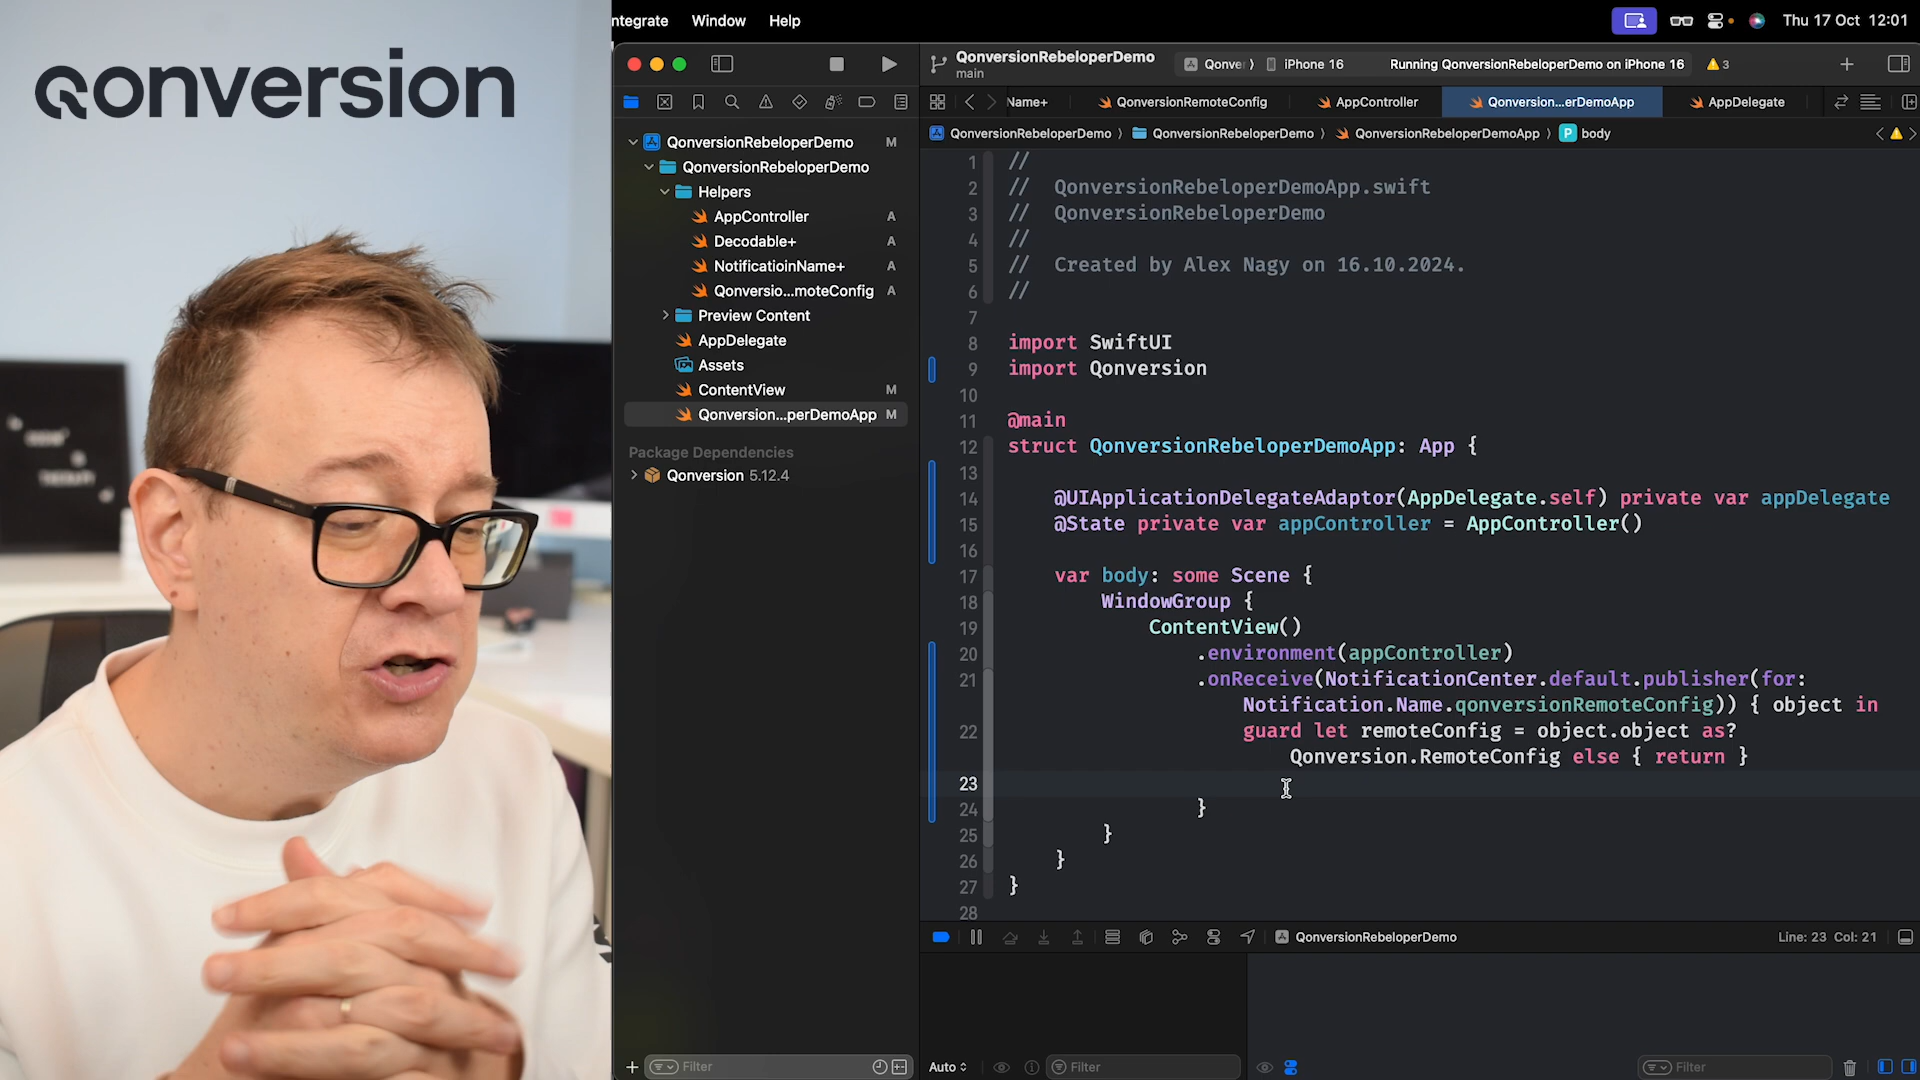 Qonversion
ntegrate Window Help Thu 17 Oct 12:01
QonversionRebeloperDemo
main
Qonver iPhone 16 Running QonversionRebeloperDemo on iPhone 16 3
Name+ QonversionRemoteConfig AppController Qonversion...erDemoApp AppDelegate
QonversionRebeloperDemo QonversionRebeloperDemo QonversionRebeloperDemoApp P body
QonversionRebeloperDemo M
QonversionRebeloperDemo
Helpers
AppController A
Decodable+ A
NotificatioinName+ A
Qonversio...moteConfig A
Preview Content
AppDelegate
Assets
ContentView M
Qonversion...perDemoApp M
Package Dependencies
Qonversion 5.12.4
1 //
2 // QonversionRebeloperDemoApp.swift
3 // QonversionRebeloperDemo
4 //
5 // Created by Alex Nagy on 16.10.2024.
6 //
7
8 import SwiftUI
9 import Qonversion
10
11 @main
12 struct QonversionRebeloperDemoApp: App {
13
14 @UIApplicationDelegateAdaptor(AppDelegate.self) private var appDelegate
15 @State private var appController = AppController()
16
17 var body: some Scene {
18 WindowGroup {
19 ContentView()
20 .environment(appController)
21 .onReceive(NotificationCenter.default.publisher(for:
Notification.Name.qonversionRemoteConfig)) { object in
22 guard let remoteConfig = object.object as?
Qonversion.RemoteConfig else { return }
23
24 }
25 }
26 }
27 }
28
QonversionRebeloperDemo Line: 23 Col: 21
Filter Auto Filter Filter